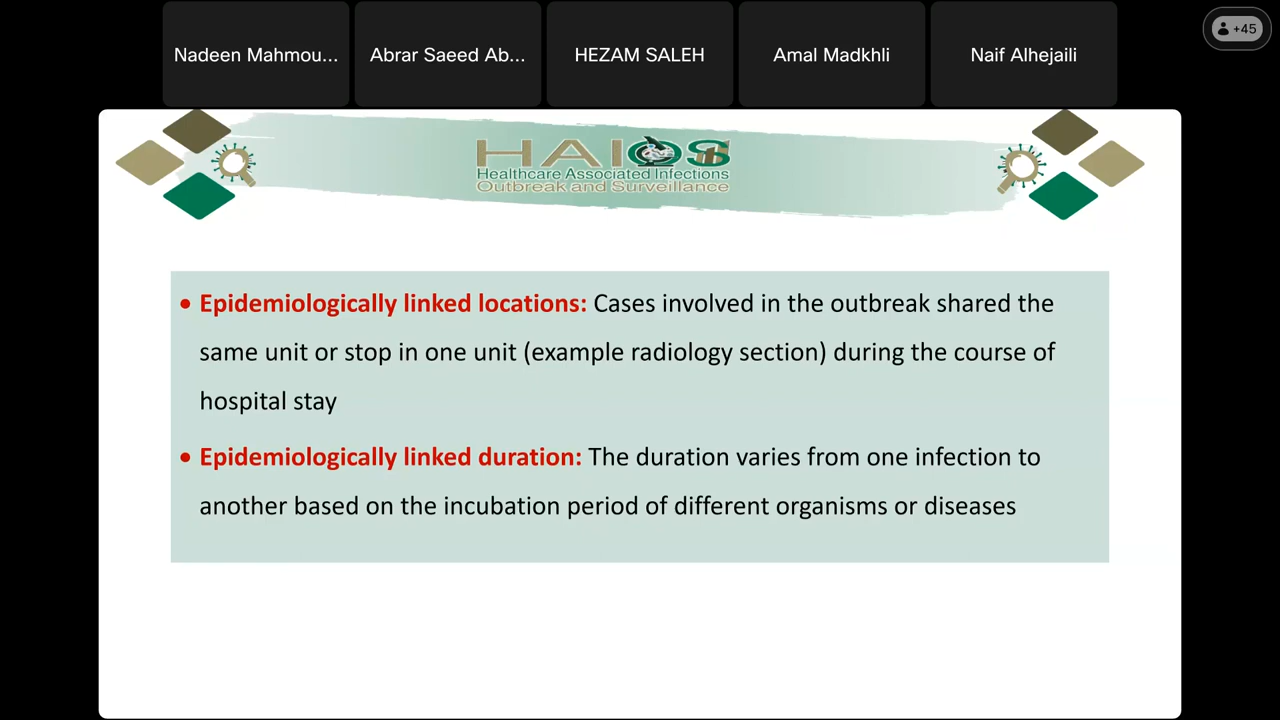 Nadeen Mahmou...
Abrar Saeed Ab...
HEZAM SALEH
Amal Madkhli
Naif Alhejaili
+45
HAIOS
Healthcare Associated Infections
Outbreak and Surveillance
• Epidemiologically linked locations: Cases involved in the outbreak shared the
same unit or stop in one unit (example radiology section) during the course of
hospital stay
• Epidemiologically linked duration: The duration varies from one infection to
another based on the incubation period of different organisms or diseases